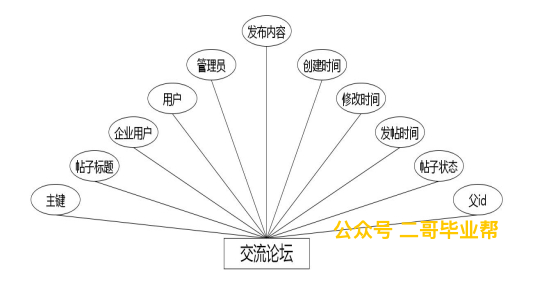 发布内容
管理员
创建时间
用户
修改时间
企业用户
发帖时间
帖子标题
帖子状态
主键
父id
公众号 二哥毕业帮
交流论坛